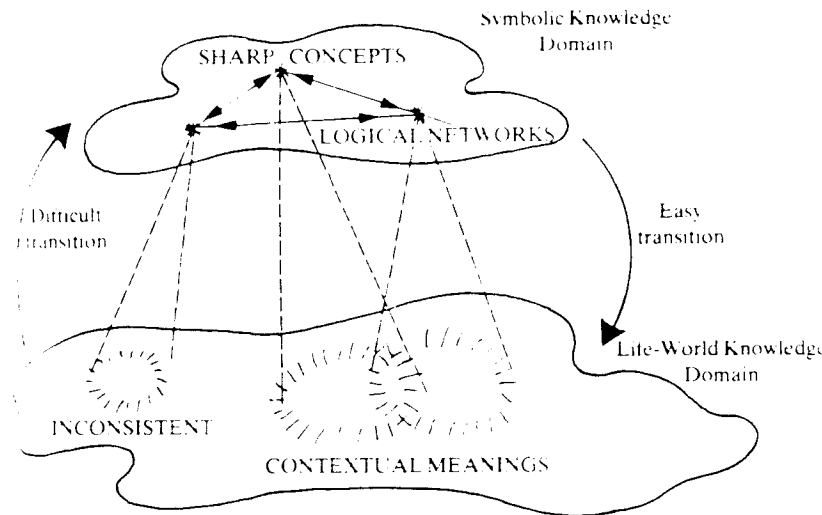 Symbolic Knowledge
Domain
SHARP CONCEPTS
LOGICAL NETWORKS
Difficult
transition
Easy
transition
Life-World Knowledge
Domain
INCONSISTENT
CONTEXTUAL MEANINGS